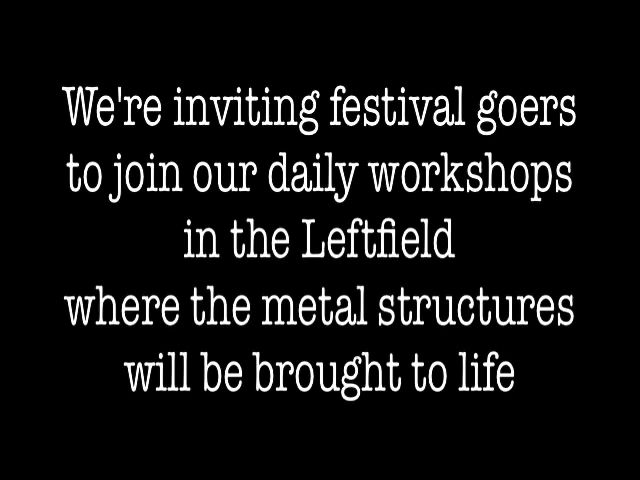 We're inviting festival goers
to join our daily workshops
in the Leftfield
where the metal structures
will be brought to life